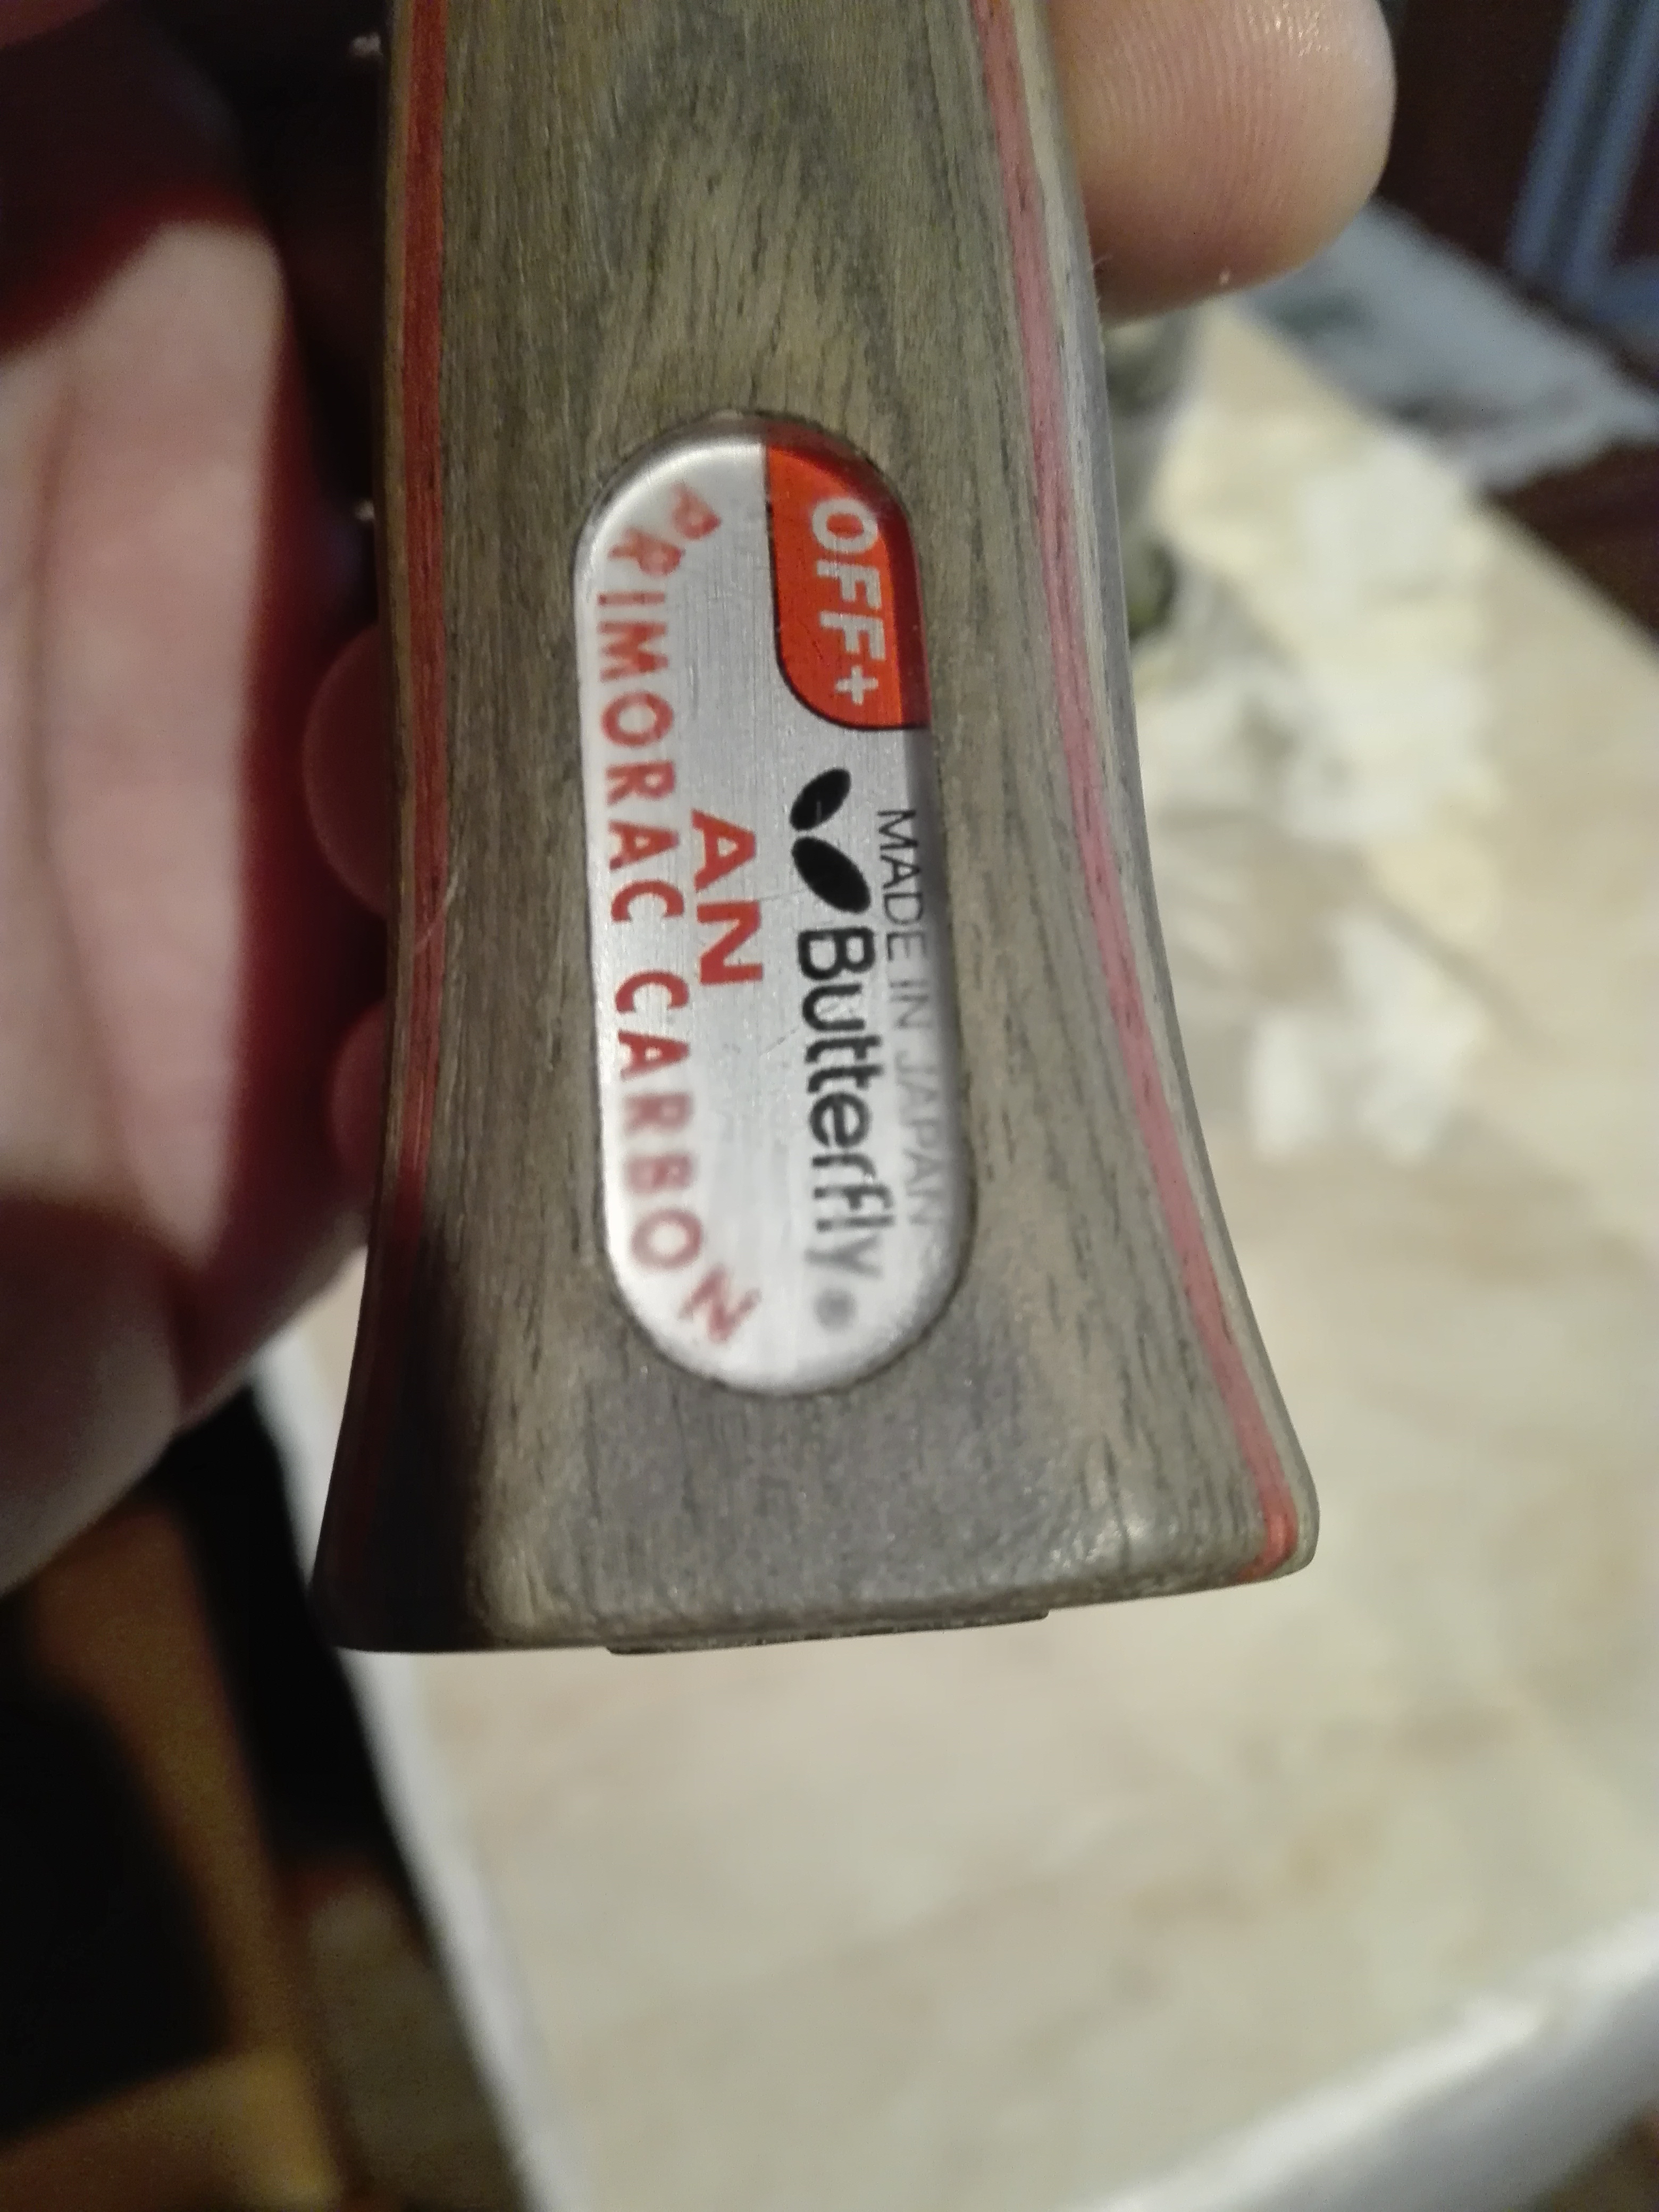 MADE IN JAPAN
OFF+
Butterfly®
AN
PRIMORAC CARBON